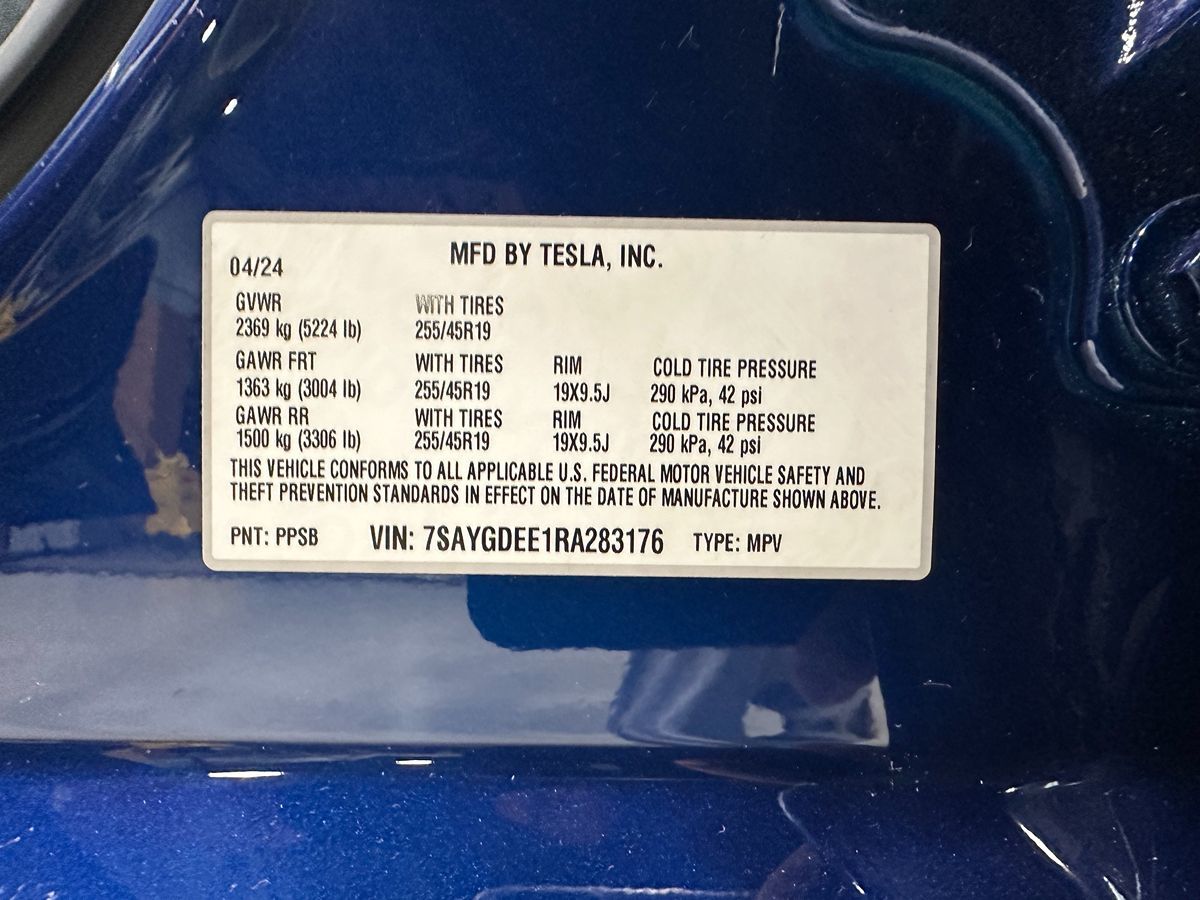 MFD BY TESLA, INC.
04/24
GVWR WITH TIRES
2369 kg (5224 lb) 255/45R19
GAWR FRT WITH TIRES RIM COLD TIRE PRESSURE
1363 kg (3004 lb) 255/45R19 19X9.5J 290 kPa, 42 psi
GAWR RR WITH TIRES RIM COLD TIRE PRESSURE
1500 kg (3306 lb) 255/45R19 19X9.5J 290 kPa, 42 psi
THIS VEHICLE CONFORMS TO ALL APPLICABLE U.S. FEDERAL MOTOR VEHICLE SAFETY AND
THEFT PREVENTION STANDARDS IN EFFECT ON THE DATE OF MANUFACTURE SHOWN ABOVE.
PNT: PPSB VIN: 7SAYGDEE1RA283176 TYPE: MPV